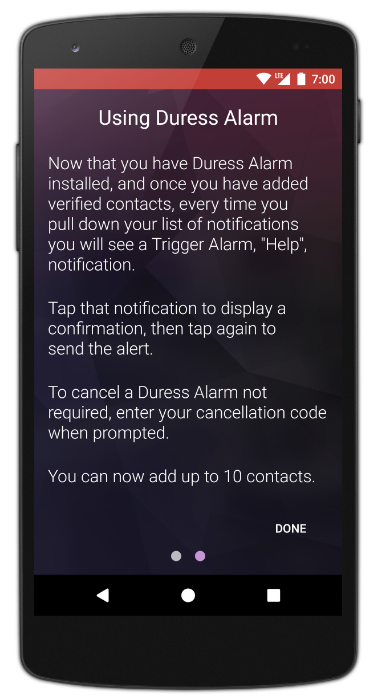 LTE 7:00
Using Duress Alarm
Now that you have Duress Alarm
installed, and once you have added
verified contacts, every time you
pull down your list of notifications
you will see a Trigger Alarm, "Help",
notification.
Tap that notification to display a
confirmation, then tap again to
send the alert.
To cancel a Duress Alarm not
required, enter your cancellation code
when prompted.
You can now add up to 10 contacts.
DONE